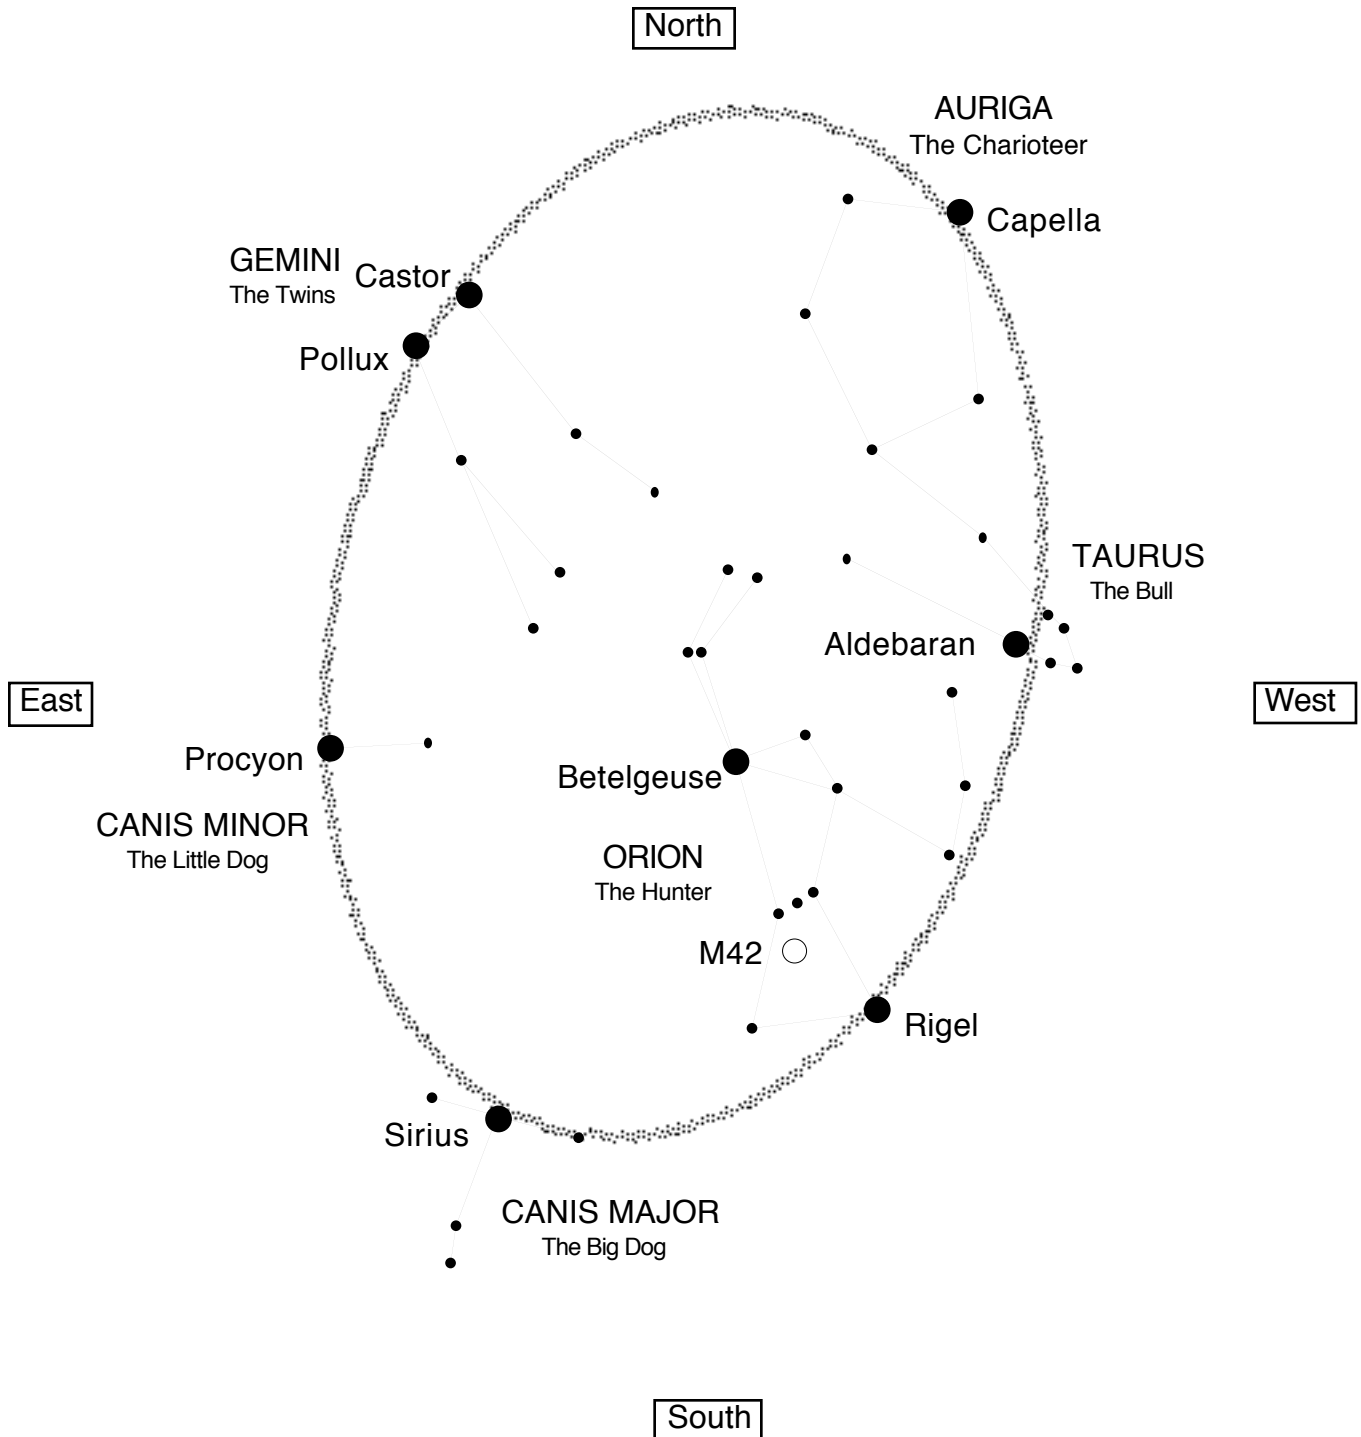 North
AURIGA
The Charioteer
Capella
GEMINI
The Twins
Castor
Pollux
TAURUS
The Bull
Aldebaran
East
West
Procyon
Betelgeuse
CANIS MINOR
The Little Dog
ORION
The Hunter
M42
Rigel
Sirius
CANIS MAJOR
The Big Dog
South